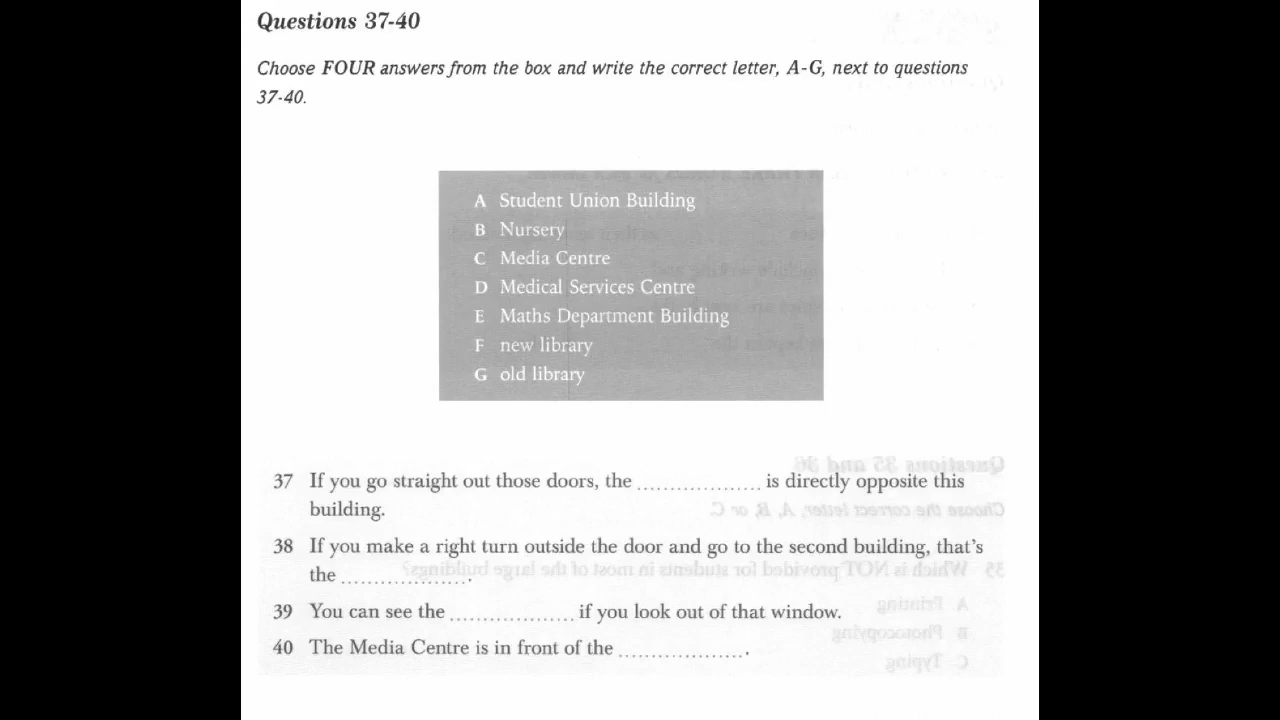 Questions 37-40
Choose FOUR answers from the box and write the correct letter, A-G, next to questions
37-40.
A Student Union Building
B Nursery
C Media Centre
D Medical Services Centre
E Maths Department Building
F new library
G old library
37 If you go straight out those doors, the ................... is directly opposite this
building.
38 If you make a right turn outside the door and go to the second building, that's
the ................... .
39 You can see the ................... if you look out of that window.
40 The Media Centre is in front of the ................... .